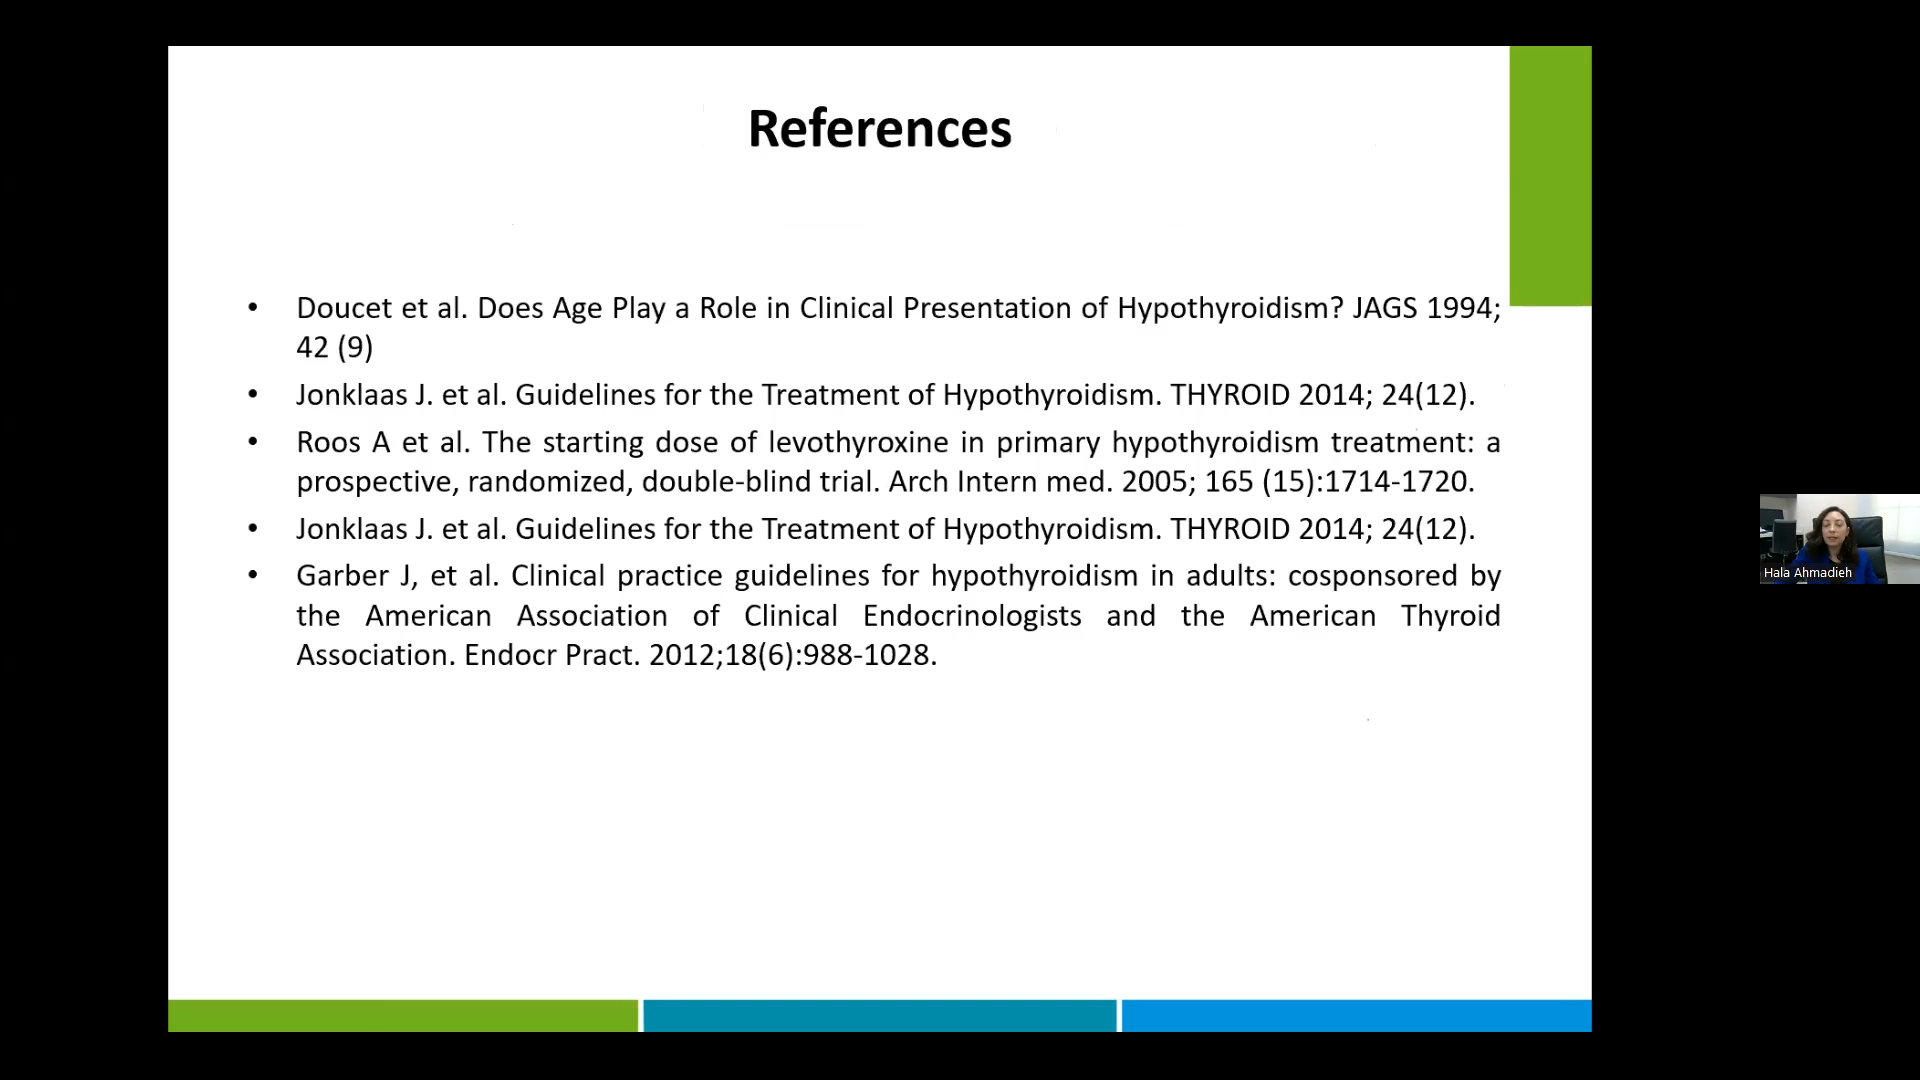 References
• Doucet et al. Does Age Play a Role in Clinical Presentation of Hypothyroidism? JAGS 1994;
42 (9)
• Jonklaas J. et al. Guidelines for the Treatment of Hypothyroidism. THYROID 2014; 24(12).
• Roos A et al. The starting dose of levothyroxine in primary hypothyroidism treatment: a
prospective, randomized, double-blind trial. Arch Intern med. 2005; 165 (15):1714-1720.
• Jonklaas J. et al. Guidelines for the Treatment of Hypothyroidism. THYROID 2014; 24(12).
• Garber J, et al. Clinical practice guidelines for hypothyroidism in adults: cosponsored by
the American Association of Clinical Endocrinologists and the American Thyroid
Association. Endocr Pract. 2012;18(6):988-1028.
Hala Ahmadieh